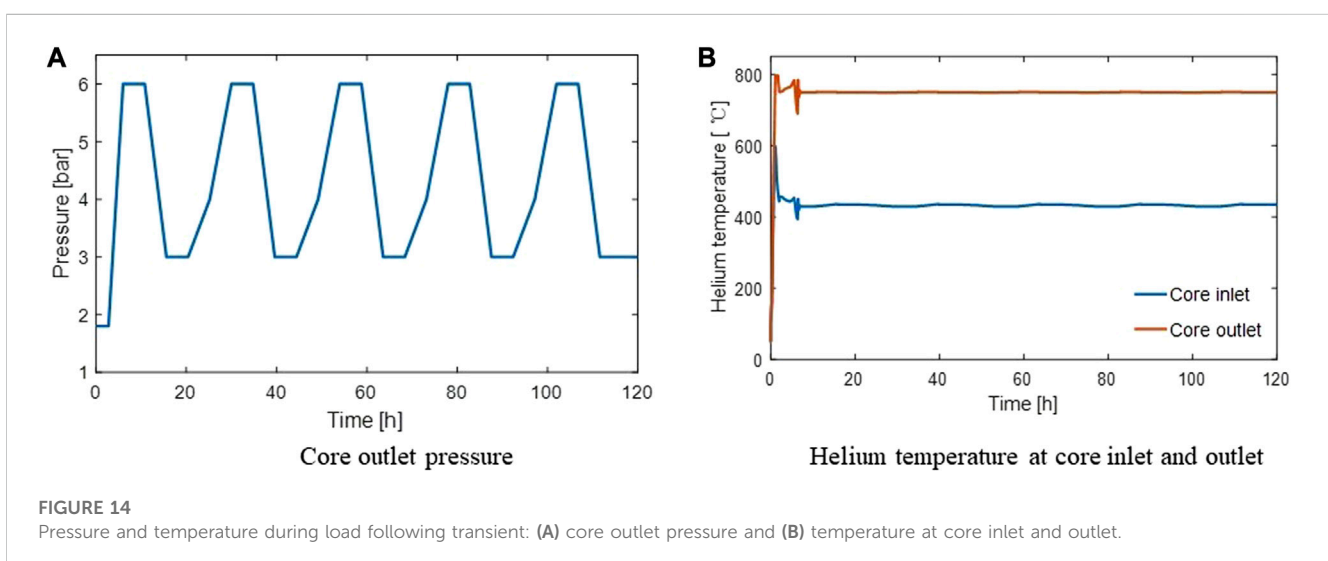 A
Pressure [bar]
6
5
4
3
2
1
0
20
40
60
80
100
120
Time [h]
Core outlet pressure
B
Helium temperature [ ℃]
800
600
400
200
0
Core inlet
Core outlet
0
20
40
60
80
100
120
Time [h]
Helium temperature at core inlet and outlet
FIGURE 14
Pressure and temperature during load following transient: (A) core outlet pressure and (B) temperature at core inlet and outlet.